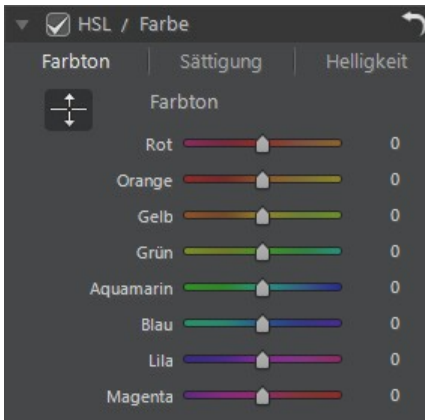 HSL / Farbe
Farbton Sättigung Helligkeit
Farbton
Rot 0
Orange 0
Gelb 0
Grün 0
Aquamarin 0
Blau 0
Lila 0
Magenta 0